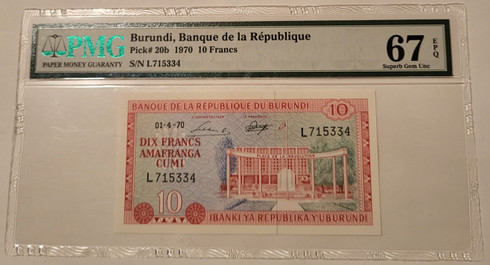 PMG
PAPER MONEY GUARANTY
Burundi, Banque de la République
Pick# 20b 1970 10 Francs
S/N L715334
67 EPQ
Superb Gem Unc
BANQUE DE LA REPUBLIQUE DU BURUNDI
10
01-4-70
L715334
DIX FRANCS
AMAFRANGA
CUMI
L715334
10
IBANKI YA REPUBLIKA Y'UBURUNDI